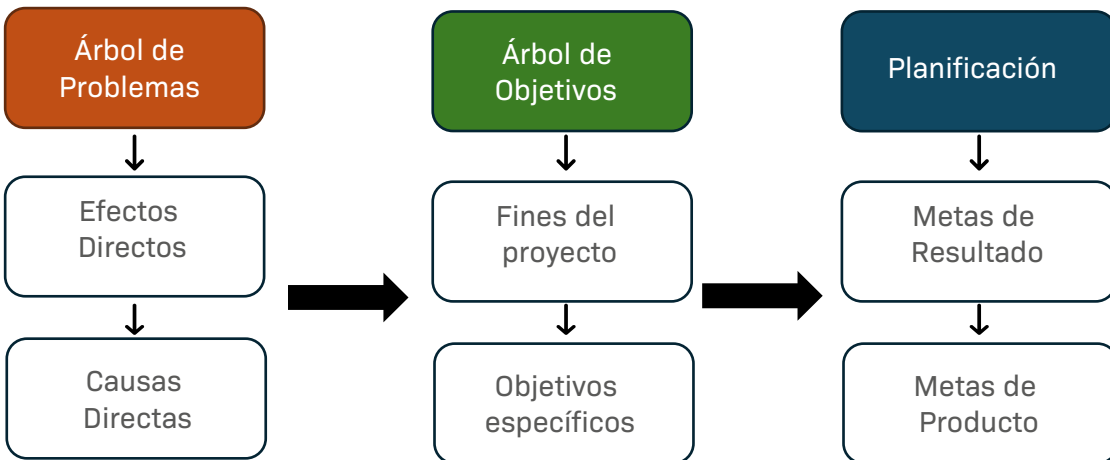 Árbol de
Problemas
Efectos
Directos
Causas
Directas
Árbol de
Objetivos
Fines del
proyecto
Objetivos
específicos
Planificación
Metas de
Resultado
Metas de
Producto